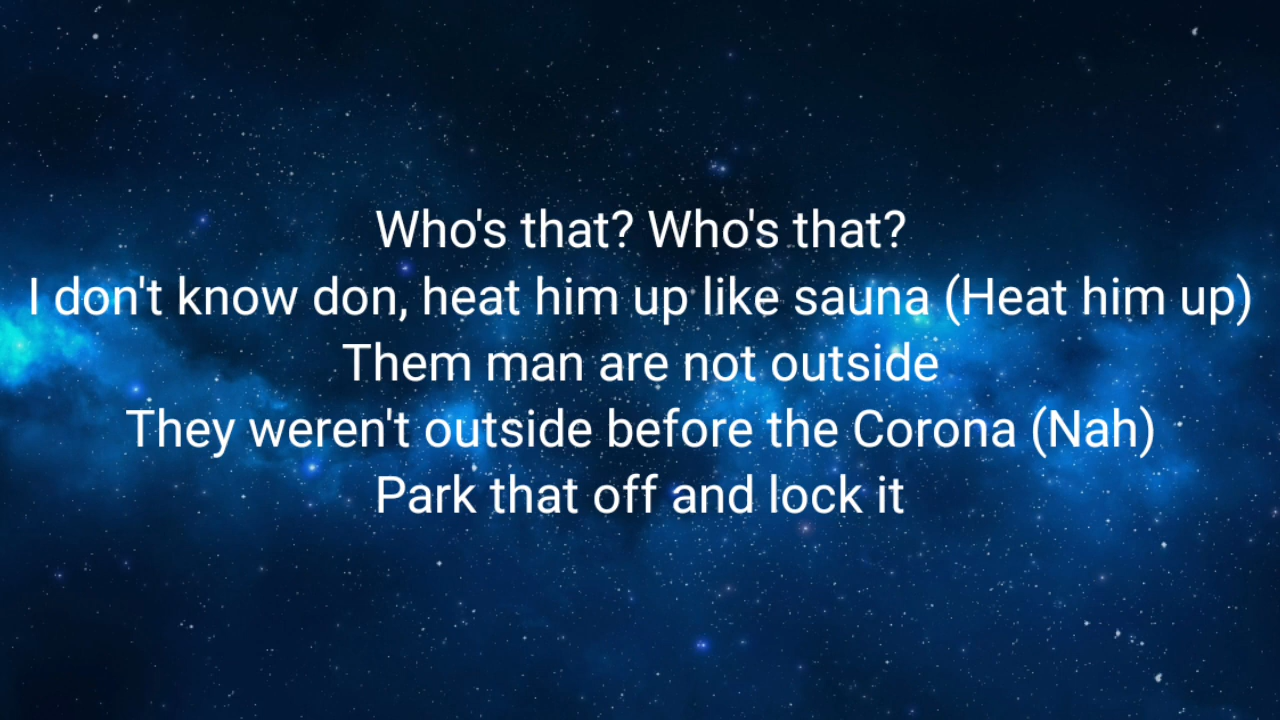 Who's that? Who's that?
I don't know don, heat him up like sauna (Heat him up)
Them man are not outside
They weren't outside before the Corona (Nah)
Park that off and lock it